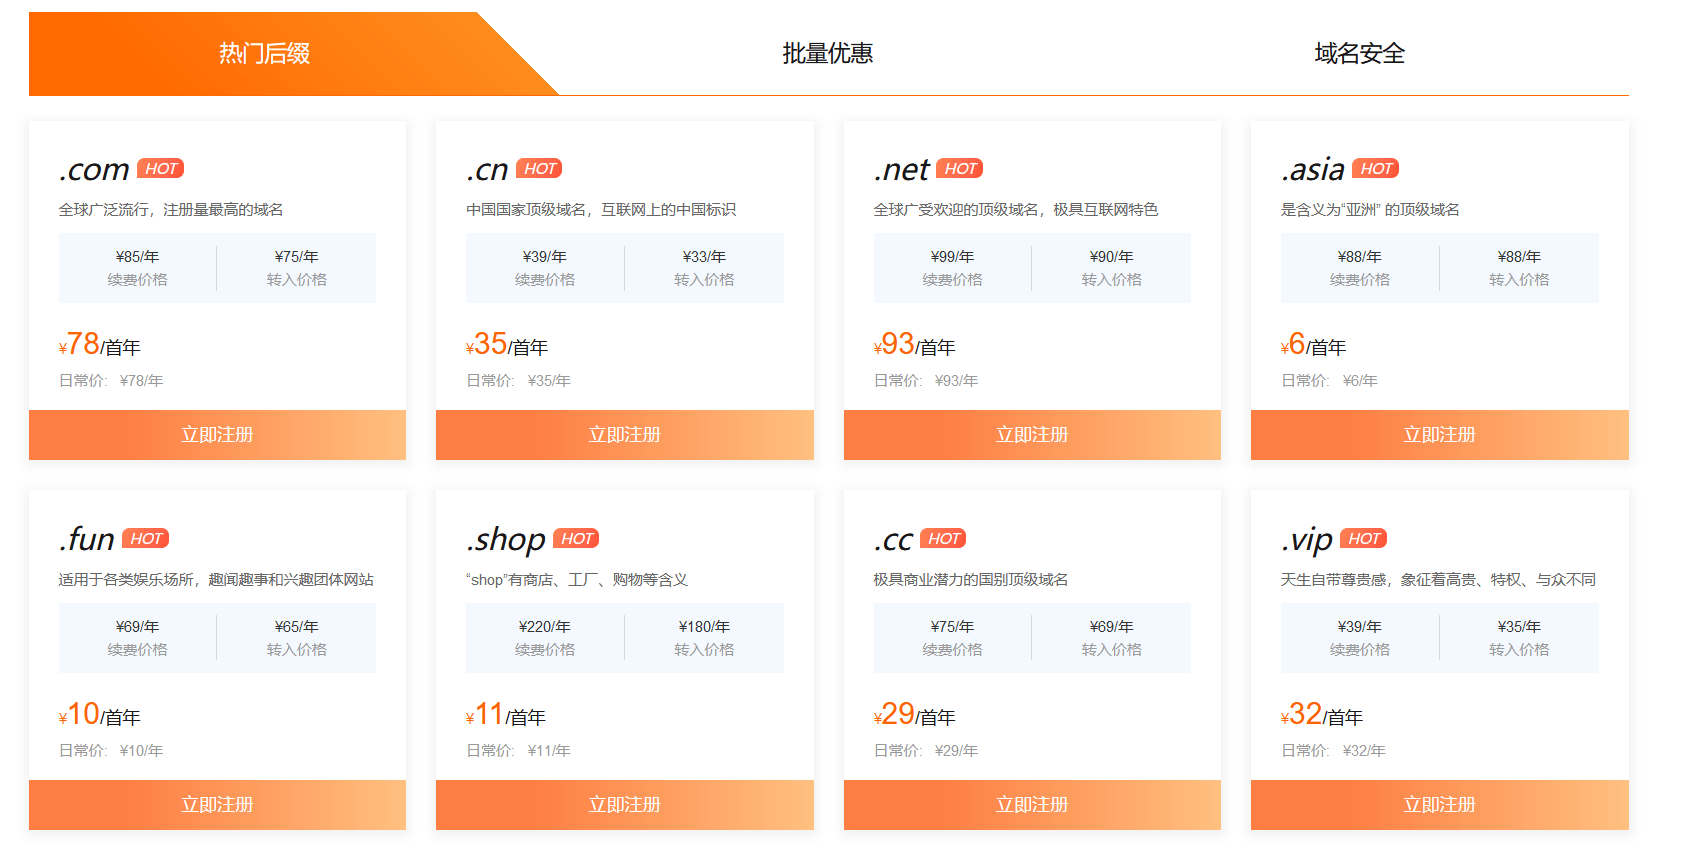 热门后缀
批量优惠
域名安全
.com HOT
全球广泛流行，注册量最高的域名
¥85/年
续费价格
¥75/年
转入价格
¥78/首年
日常价: ¥78/年
立即注册
.cn HOT
中国国家顶级域名，互联网上的中国标识
¥39/年
续费价格
¥33/年
转入价格
¥35/首年
日常价: ¥35/年
立即注册
.net HOT
全球广受欢迎的顶级域名，极具互联网特色
¥99/年
续费价格
¥90/年
转入价格
¥93/首年
日常价: ¥93/年
立即注册
.asia HOT
是含义为“亚洲” 的顶级域名
¥88/年
续费价格
¥88/年
转入价格
¥6/首年
日常价: ¥6/年
立即注册
.fun HOT
适用于各类娱乐场所，趣闻趣事和兴趣团体网站
¥69/年
续费价格
¥65/年
转入价格
¥10/首年
日常价: ¥10/年
立即注册
.shop HOT
“shop”有商店、工厂、购物等含义
¥220/年
续费价格
¥180/年
转入价格
¥11/首年
日常价: ¥11/年
立即注册
.cc HOT
极具商业潜力的国别顶级域名
¥75/年
续费价格
¥69/年
转入价格
¥29/首年
日常价: ¥29/年
立即注册
.vip HOT
天生自带尊贵感，象征着高贵、特权、与众不同
¥39/年
续费价格
¥35/年
转入价格
¥32/首年
日常价: ¥32/年
立即注册